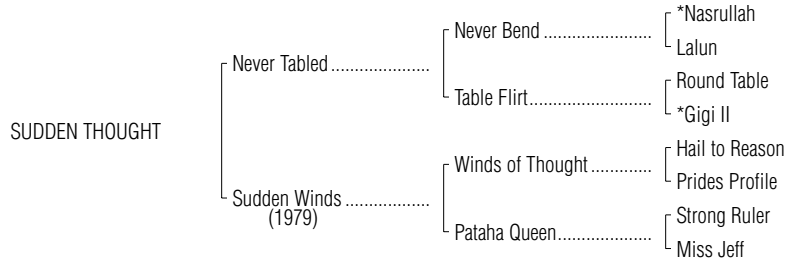 *Nasrullah
Never Bend ......................
Lalun
Never Tabled ....................
Round Table
Table Flirt.........................
*Gigi II
SUDDEN THOUGHT
Hail to Reason
Winds of Thought ............
Prides Profile
Sudden Winds .................
(1979)
Strong Ruler
Pataha Queen...................
Miss Jeff